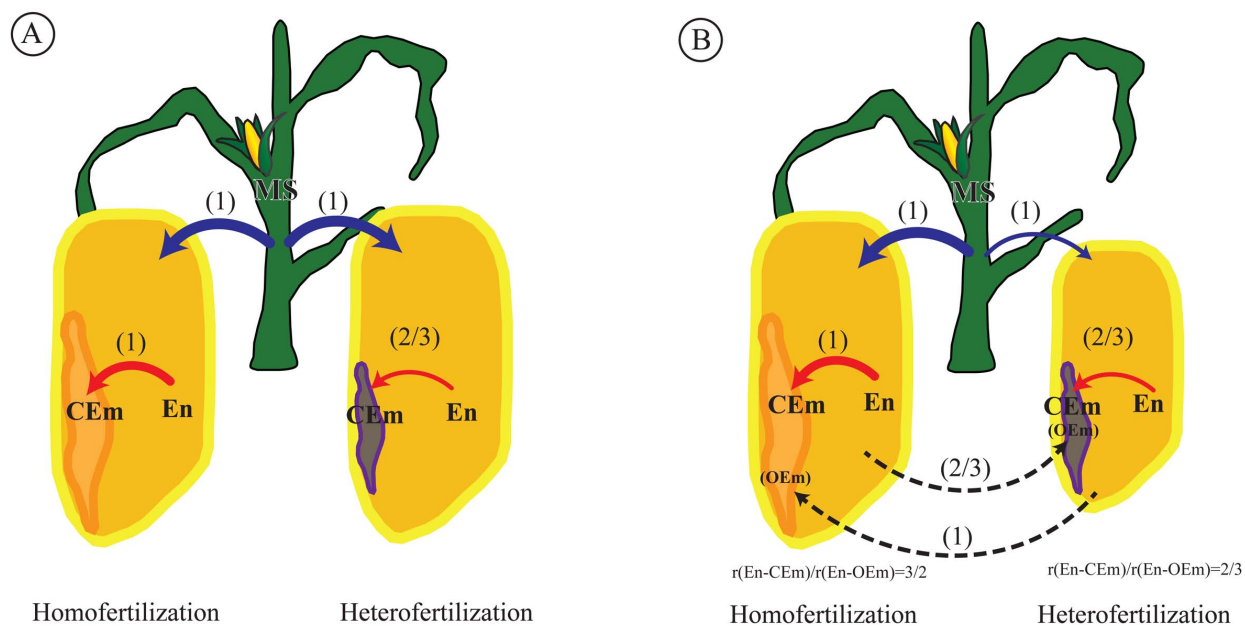 A
MS
(1) (1)
(1)
(2/3)
CEm
En
CEm
En
Homofertilization
Heterofertilization
B
MS
(1) (1)
(1)
(2/3)
CEm
En
CEm
En
(OEm)
(OEm)
(2/3)
(1)
r(En-CEm)/r(En-OEm)=3/2
r(En-CEm)/r(En-OEm)=2/3
Homofertilization
Heterofertilization